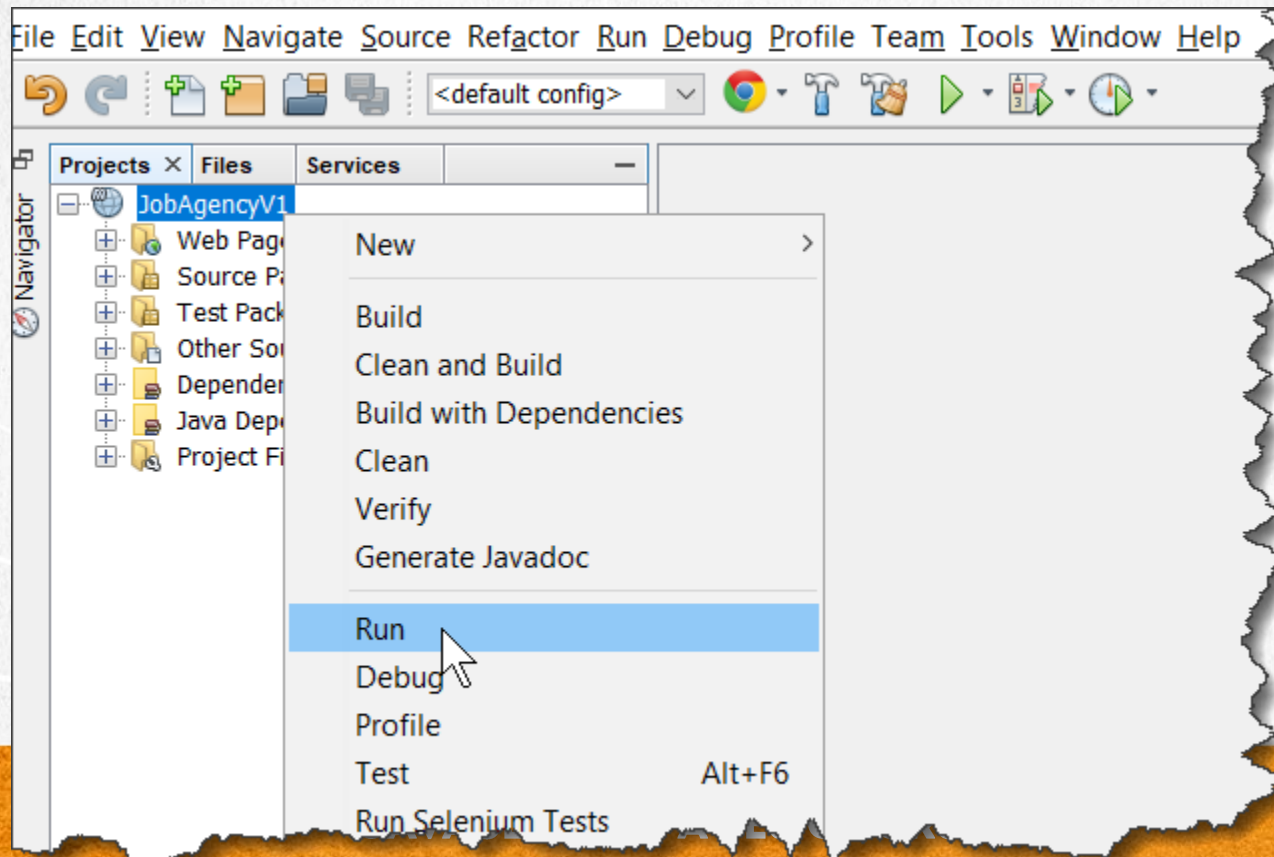 File Edit View Navigate Source Refactor Run Debug Profile Team Tools Window Help
<default config>
Projects Files Services
Navigator
JobAgencyV1
Web Page
Source Pa
Test Pack
Other Sou
Dependen
Java Depe
Project Fi
New
Build
Clean and Build
Build with Dependencies
Clean
Verify
Generate Javadoc
Run
Debug
Profile
Test Alt+F6
Run Selenium Tests